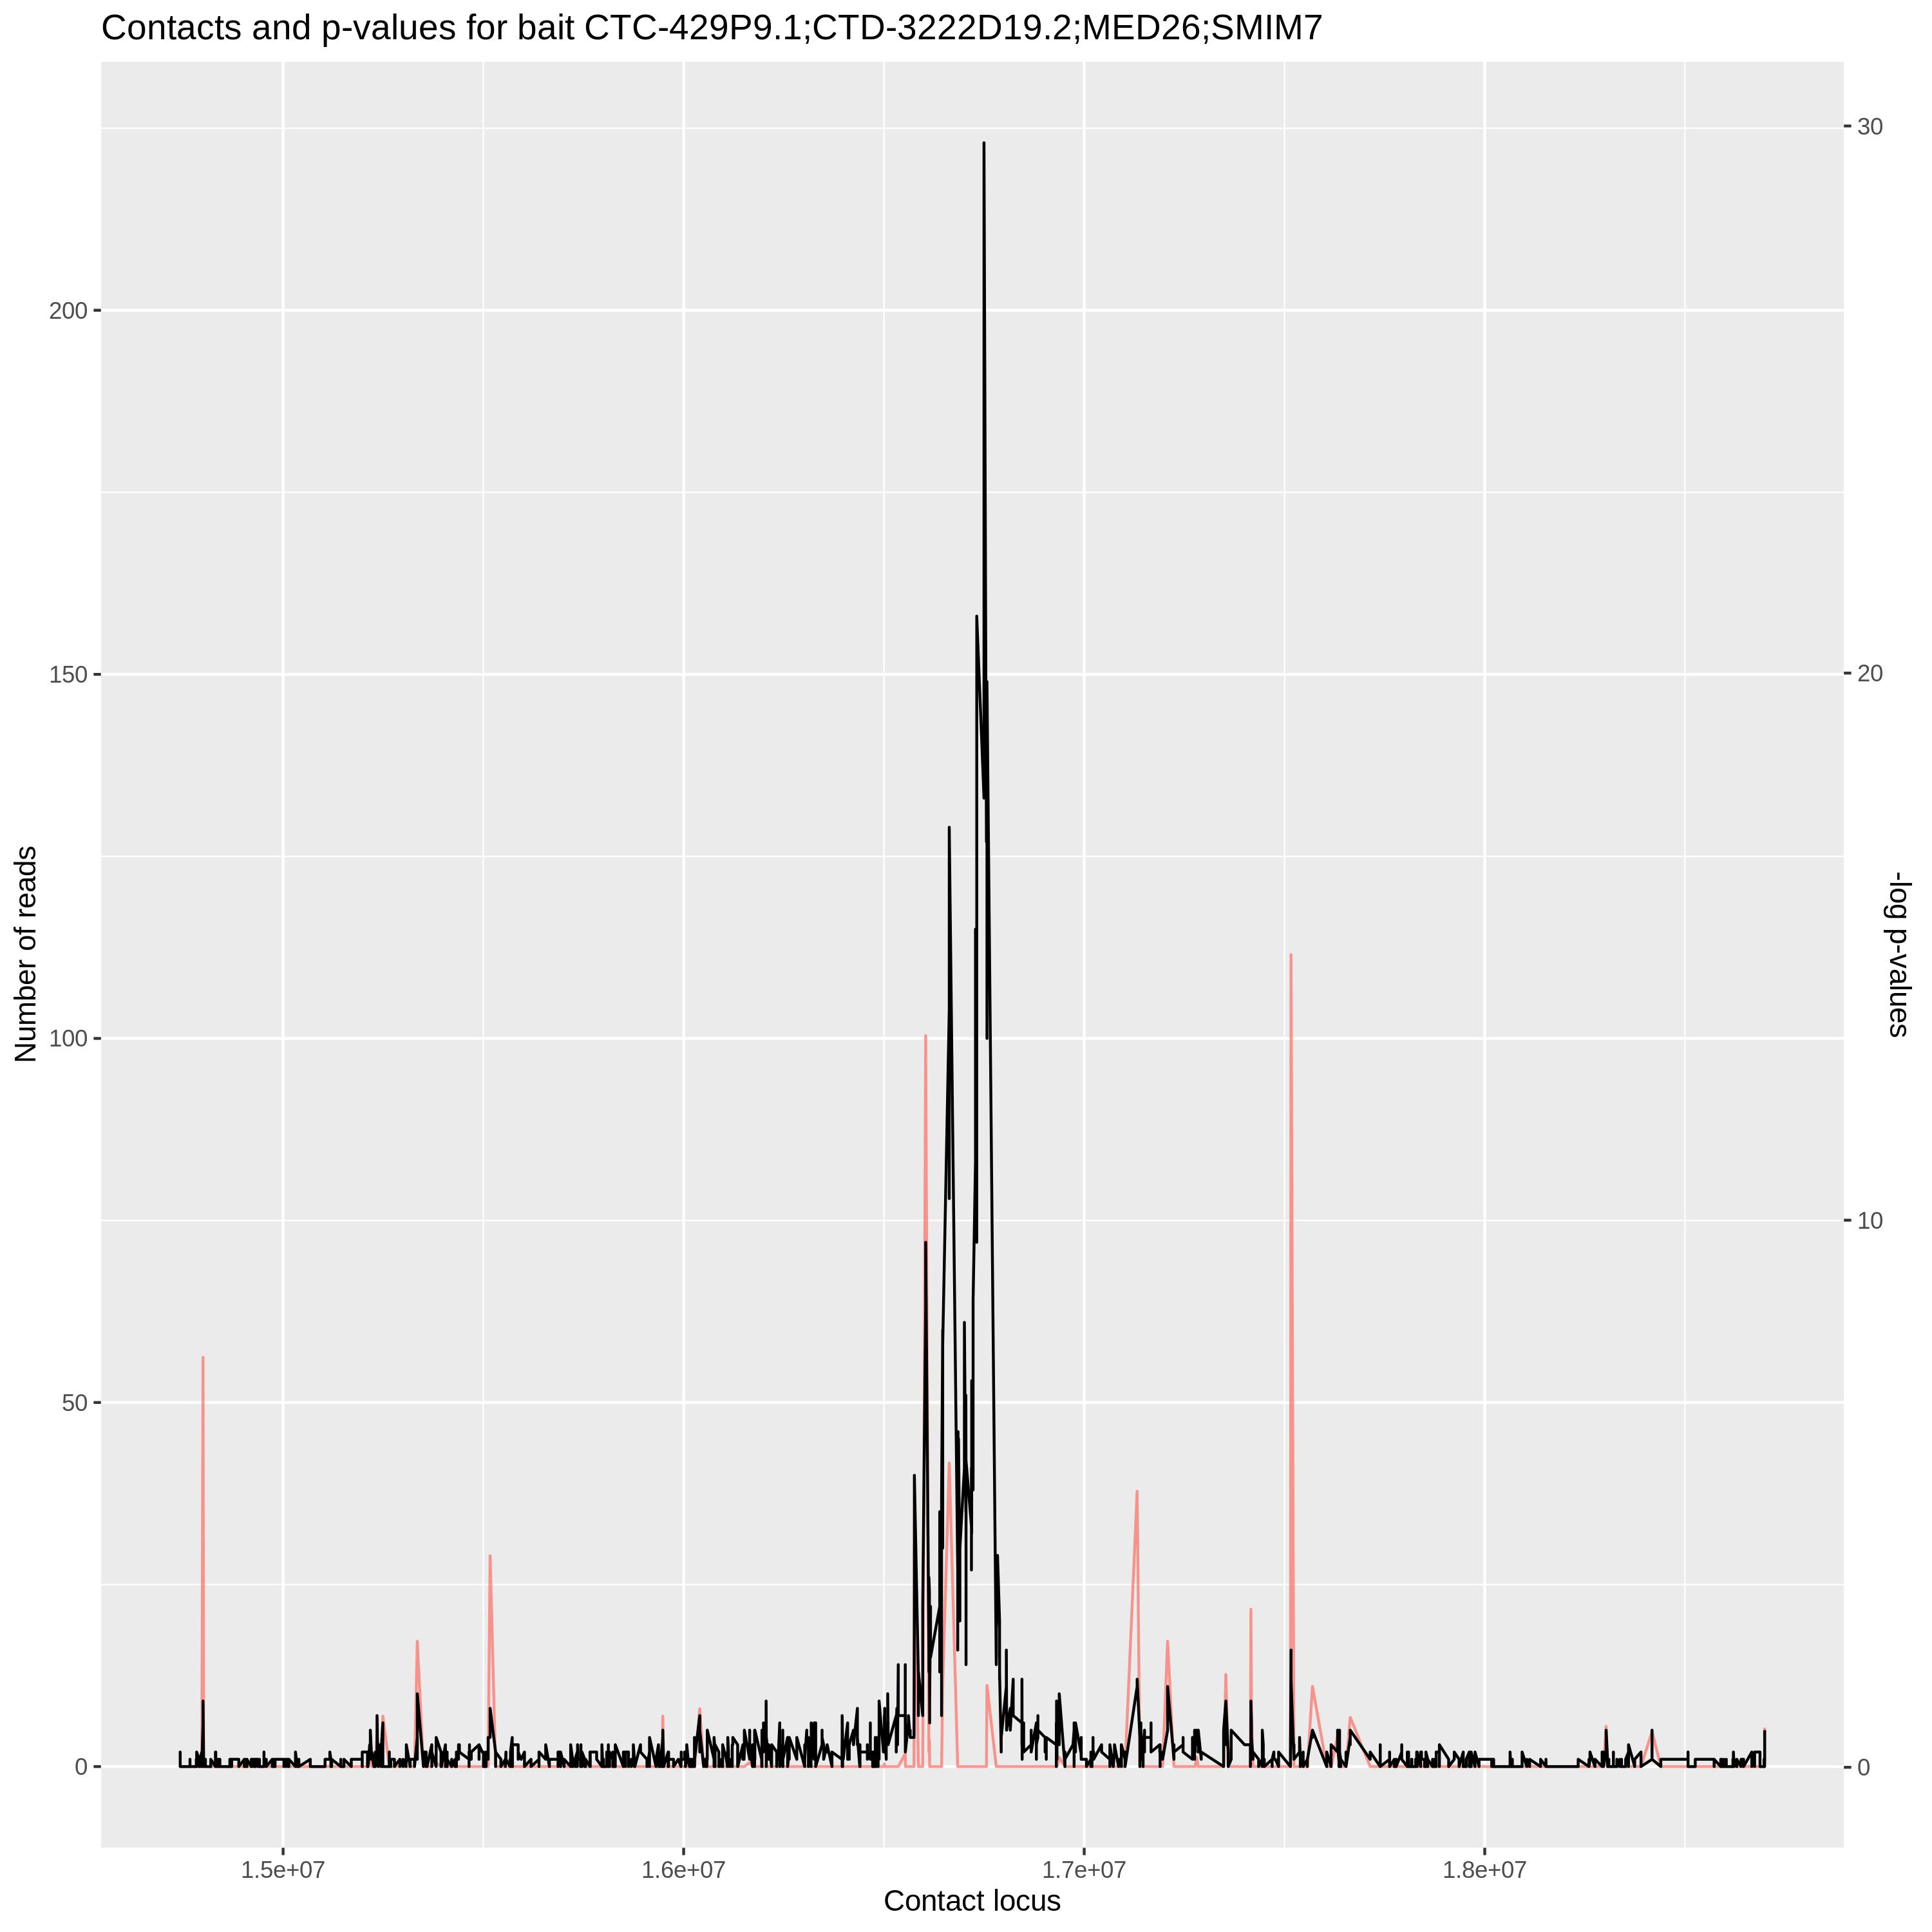 Contacts and p-values for bait CTC-429P9.1;CTD-3222D19.2;MED26;SMIM7
Number of reads
200
150
100
50
0
30
20
10
0
-log p-values
1.5e+07
1.6e+07
1.7e+07
1.8e+07
Contact locus